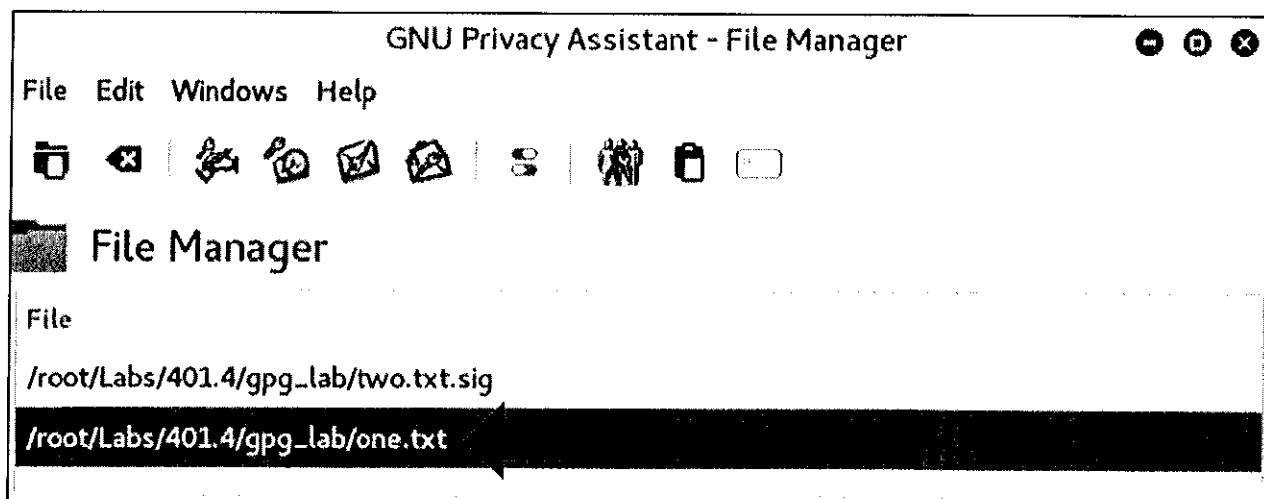 GNU Privacy Assistant - File Manager
File Edit Windows Help
File Manager
File
/root/Labs/401.4/gpg_lab/two.txt.sig
/root/Labs/401.4/gpg_lab/one.txt